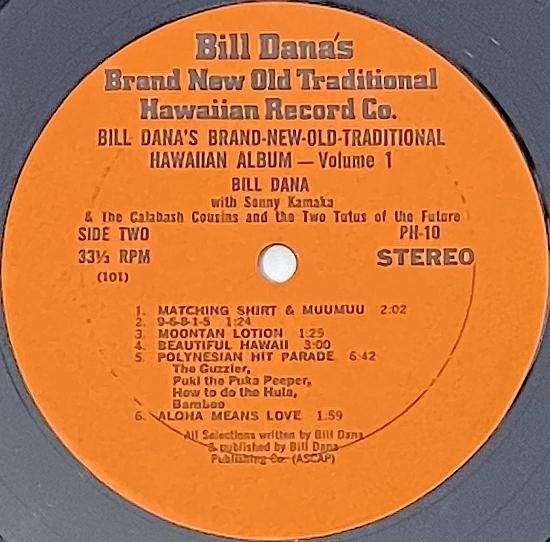 Bill Dana's
Brand New Old Traditional
Hawaiian Record Co.
BILL DANA'S BRAND-NEW-OLD-TRADITIONAL
HAWAIIAN ALBUM — Volume 1
BILL DANA
with Sonny Kamaka
& The Calabash Cousins and the Two Tutus of the Future
SIDE TWO PH-10
33⅓ RPM STEREO
(101)
1. MATCHING SHIRT & MUUMUU 2:02
2. 9-6-8-1-5 1:24
3. MOONTAN LOTION 1:25
4. BEAUTIFUL HAWAII 3:00
5. POLYNESIAN HIT PARADE 6:42
The Guzzler,
Puki the Puka Peeper,
How to do the Hula,
Bamboo
6. ALOHA MEANS LOVE 1:59
All Selections written by Bill Dana
& published by Bill Dana
Publishing Co. (ASCAP)